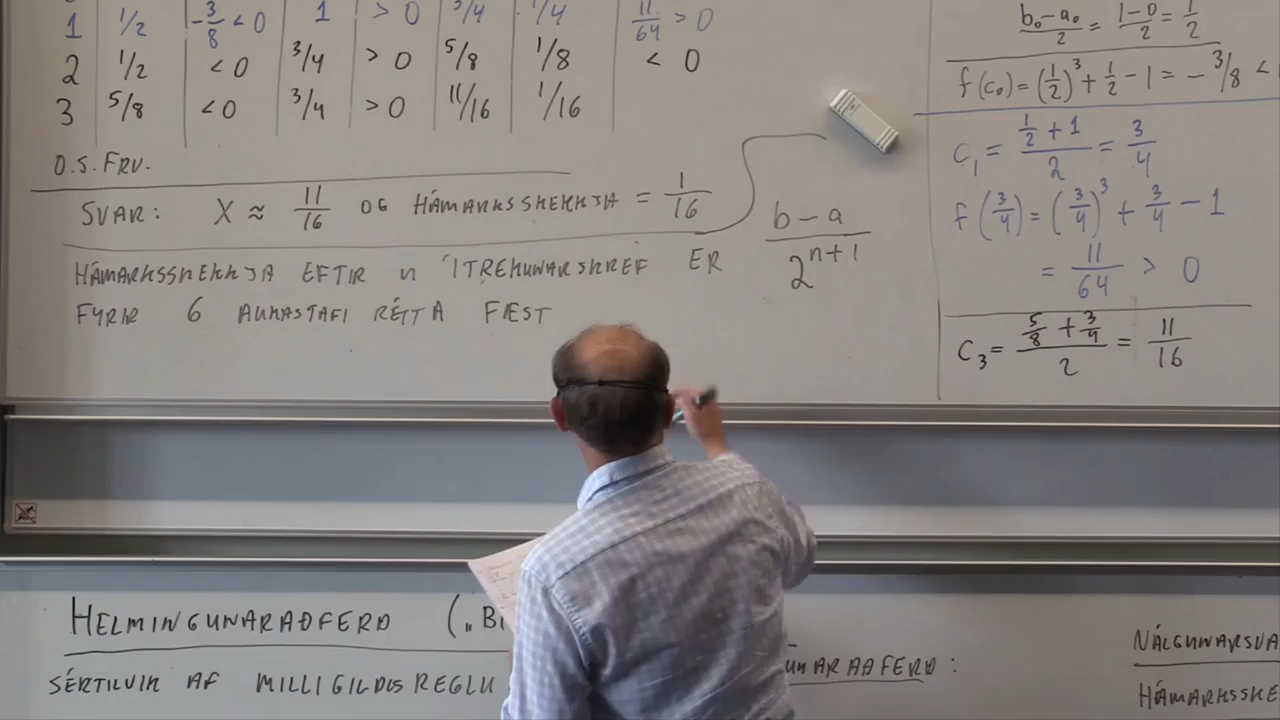 1 1/2 -3/8 < 0 1 > 0 3/4 1/4 11/64 > 0
2 1/2 < 0 3/4 > 0 5/8 1/8 < 0
3 5/8 < 0 3/4 > 0 11/16 1/16
O.S.FRV.
SVAR: X ≈ 11/16 OG HÁMARKSSKEKKJA = 1/16
HÁMARKSSKEKKJA EFTIR n ÍTREKUNARSKREF ER (b-a)/2^(n+1)
FYRIR 6 AUKASTAFI RÉTTA FÆST
(b₀-a₀)/2 = (1-0)/2 = 1/2
f(c₀) = (1/2)³ + 1/2 - 1 = -3/8 <
C₁ = (1/2 + 1)/2 = 3/4
f(3/4) = (3/4)³ + 3/4 - 1
= 11/64 > 0
C₃ = (5/8 + 3/4)/2 = 11/16
HELMINGUNARAÐFERÐ („B
SÉRTILVIK AF MILLIGILDISREGLU
UNARAÐFERÐ:
NÁLGUNARSVA
HÁMARKSSKE